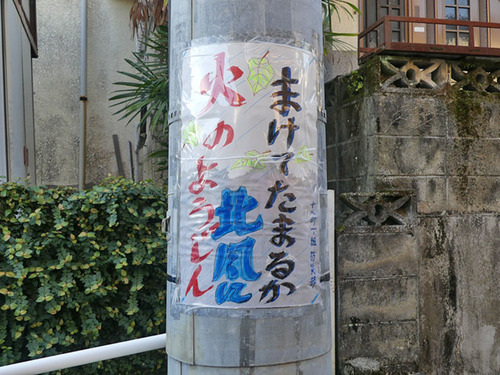 まけてたまるか
北風に
火のようじん